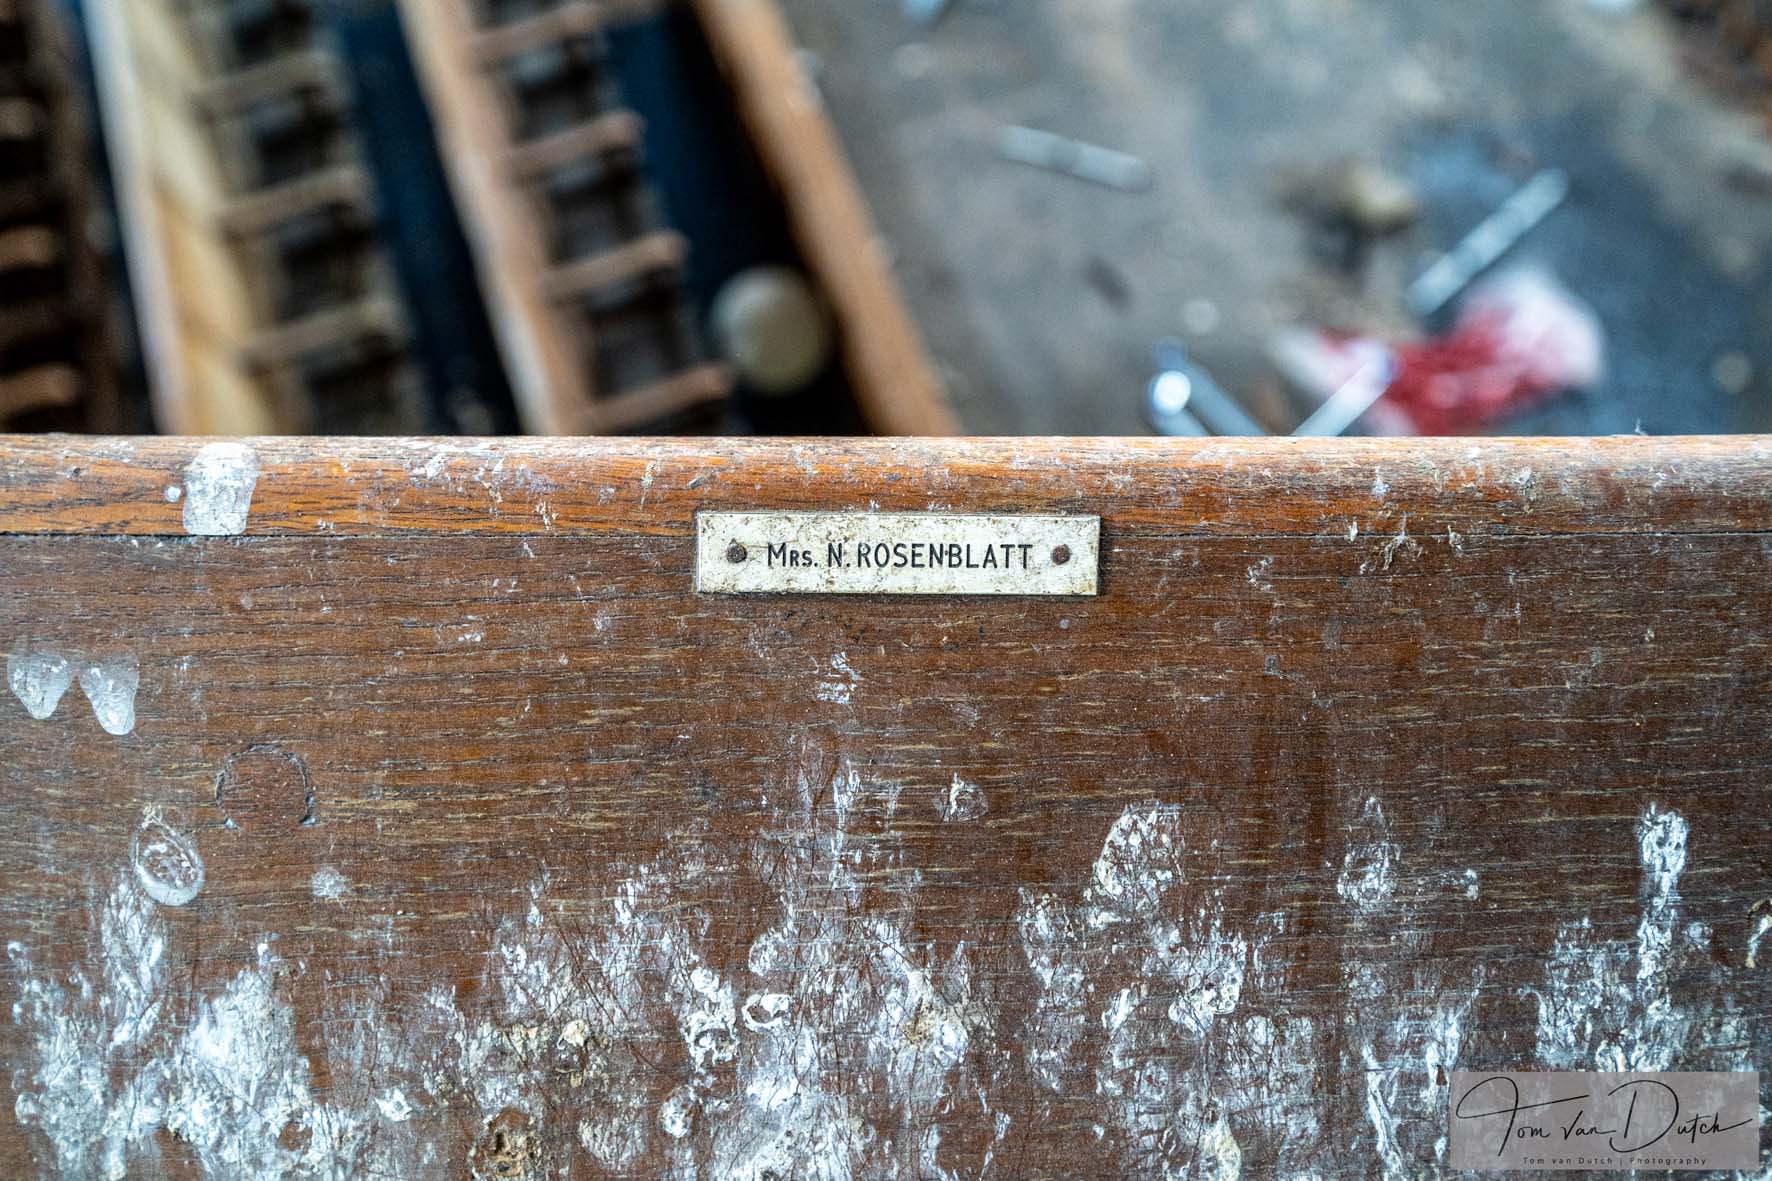 Mrs. N. ROSENBLATT
Tom van Dutch
Tom van Dutch | Photography